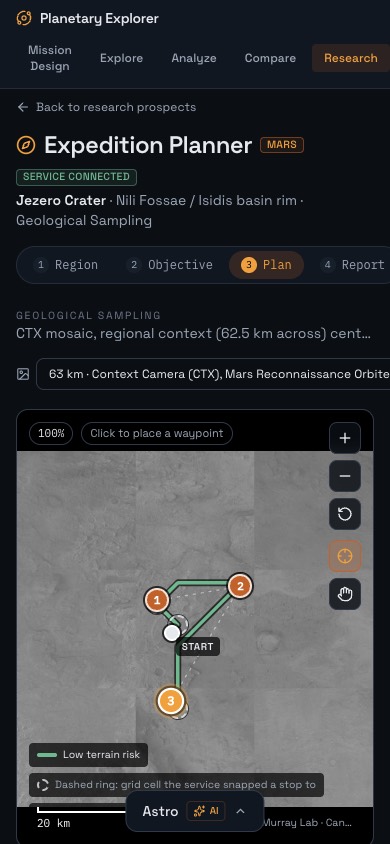 Planetary Explorer
Mission
Design
Explore
Analyze
Compare
Research
Back to research prospects
Expedition Planner
MARS
SERVICE CONNECTED
Jezero Crater · Nili Fossae / Isidis basin rim ·
Geological Sampling
1 Region
2 Objective
3 Plan
4 Report
GEOLOGICAL SAMPLING
CTX mosaic, regional context (62.5 km across) cent...
63 km · Context Camera (CTX), Mars Reconnaissance Orbite
100%
Click to place a waypoint
1
2
START
3
Low terrain risk
Dashed ring: grid cell the service snapped a stop to
20 km
Astro
AI
Murray Lab · Can...